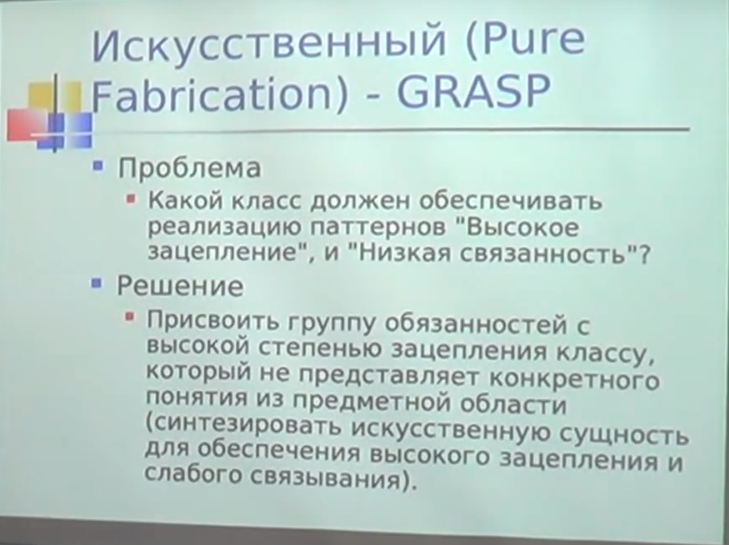 Искусственный (Pure
Fabrication) - GRASP
Проблема
Какой класс должен обеспечивать
реализацию паттернов "Высокое
зацепление", и "Низкая связанность"?
Решение
Присвоить группу обязанностей с
высокой степенью зацепления классу,
который не представляет конкретного
понятия из предметной области
(синтезировать искусственную сущность
для обеспечения высокого зацепления и
слабого связывания).